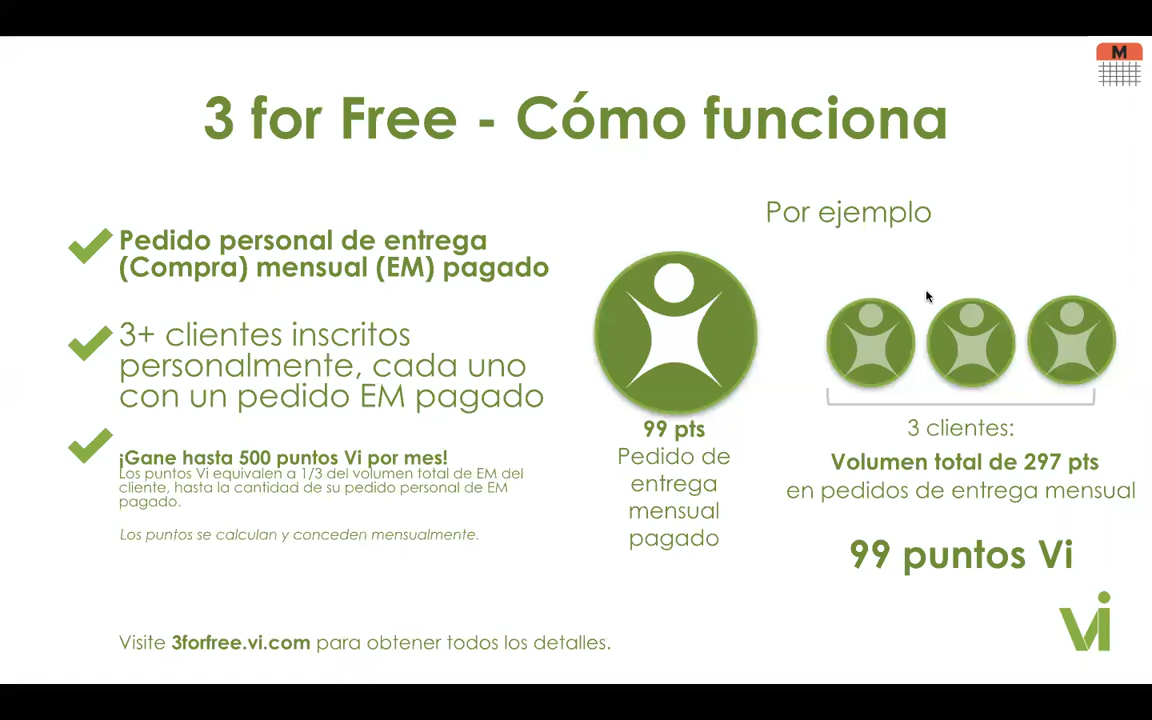 M
3 for Free - Cómo funciona
Por ejemplo
Pedido personal de entrega
(Compra) mensual (EM) pagado
3+ clientes inscritos
personalmente, cada uno
con un pedido EM pagado
¡Gane hasta 500 puntos Vi por mes!
Los puntos Vi equivalen a 1/3 del volumen total de EM del
cliente, hasta la cantidad de su pedido personal de EM
pagado.
Los puntos se calculan y conceden mensualmente.
99 pts
Pedido de
entrega
mensual
pagado
3 clientes:
Volumen total de 297 pts
en pedidos de entrega mensual
99 puntos Vi
vi
Visite 3forfree.vi.com para obtener todos los detalles.